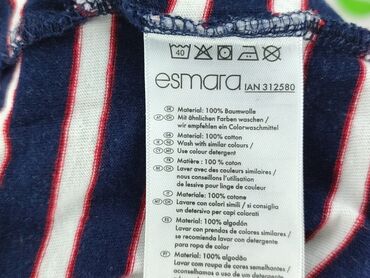 40
esmara IAN 312580
Material: 100% Baumwolle
Mit ähnlichen Farben waschen /
wir empfehlen ein Colorwaschmittel
Material: 100% cotton
Wash with similar colours /
Use colour detergent
Matière : 100% coton
Laver avec des couleurs similaires /
nous conseillons l'utilisation
de lessive pour linge de couleur
Materiale: 100% cotone
Lavare con colori simili / si consiglia
un detersivo per capi colorati
Material: 100% algodón
Lavar con colores similares /
se recomienda lavar con detergente
para ropa de color
Material: 100% algodão
Lavar com roupa de cores semelhantes